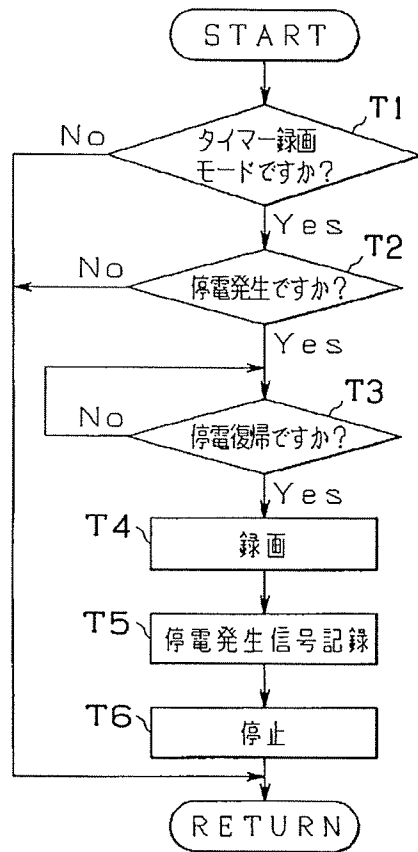 START
T1
タイマー録画
モードですか?
No
Yes
T2
停電発生ですか?
No
Yes
T3
停電復帰ですか?
No
Yes
T4
録画
T5
停電発生信号記録
T6
停止
RETURN